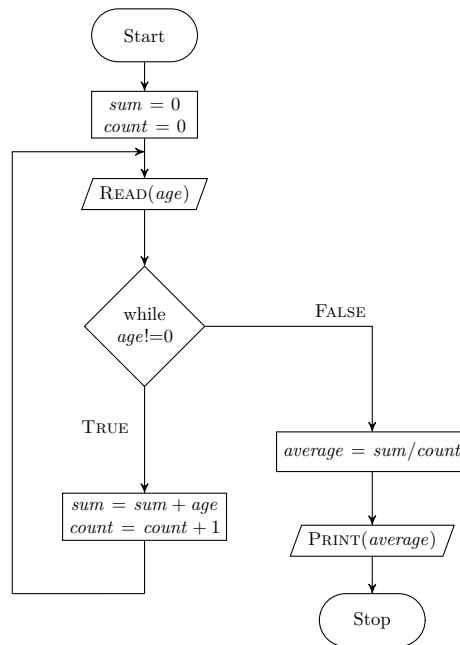 Start
sum = 0
count = 0
READ(age)
while
age!=0
FALSE
TRUE
average = sum/count
sum = sum + age
count = count + 1
PRINT(average)
Stop